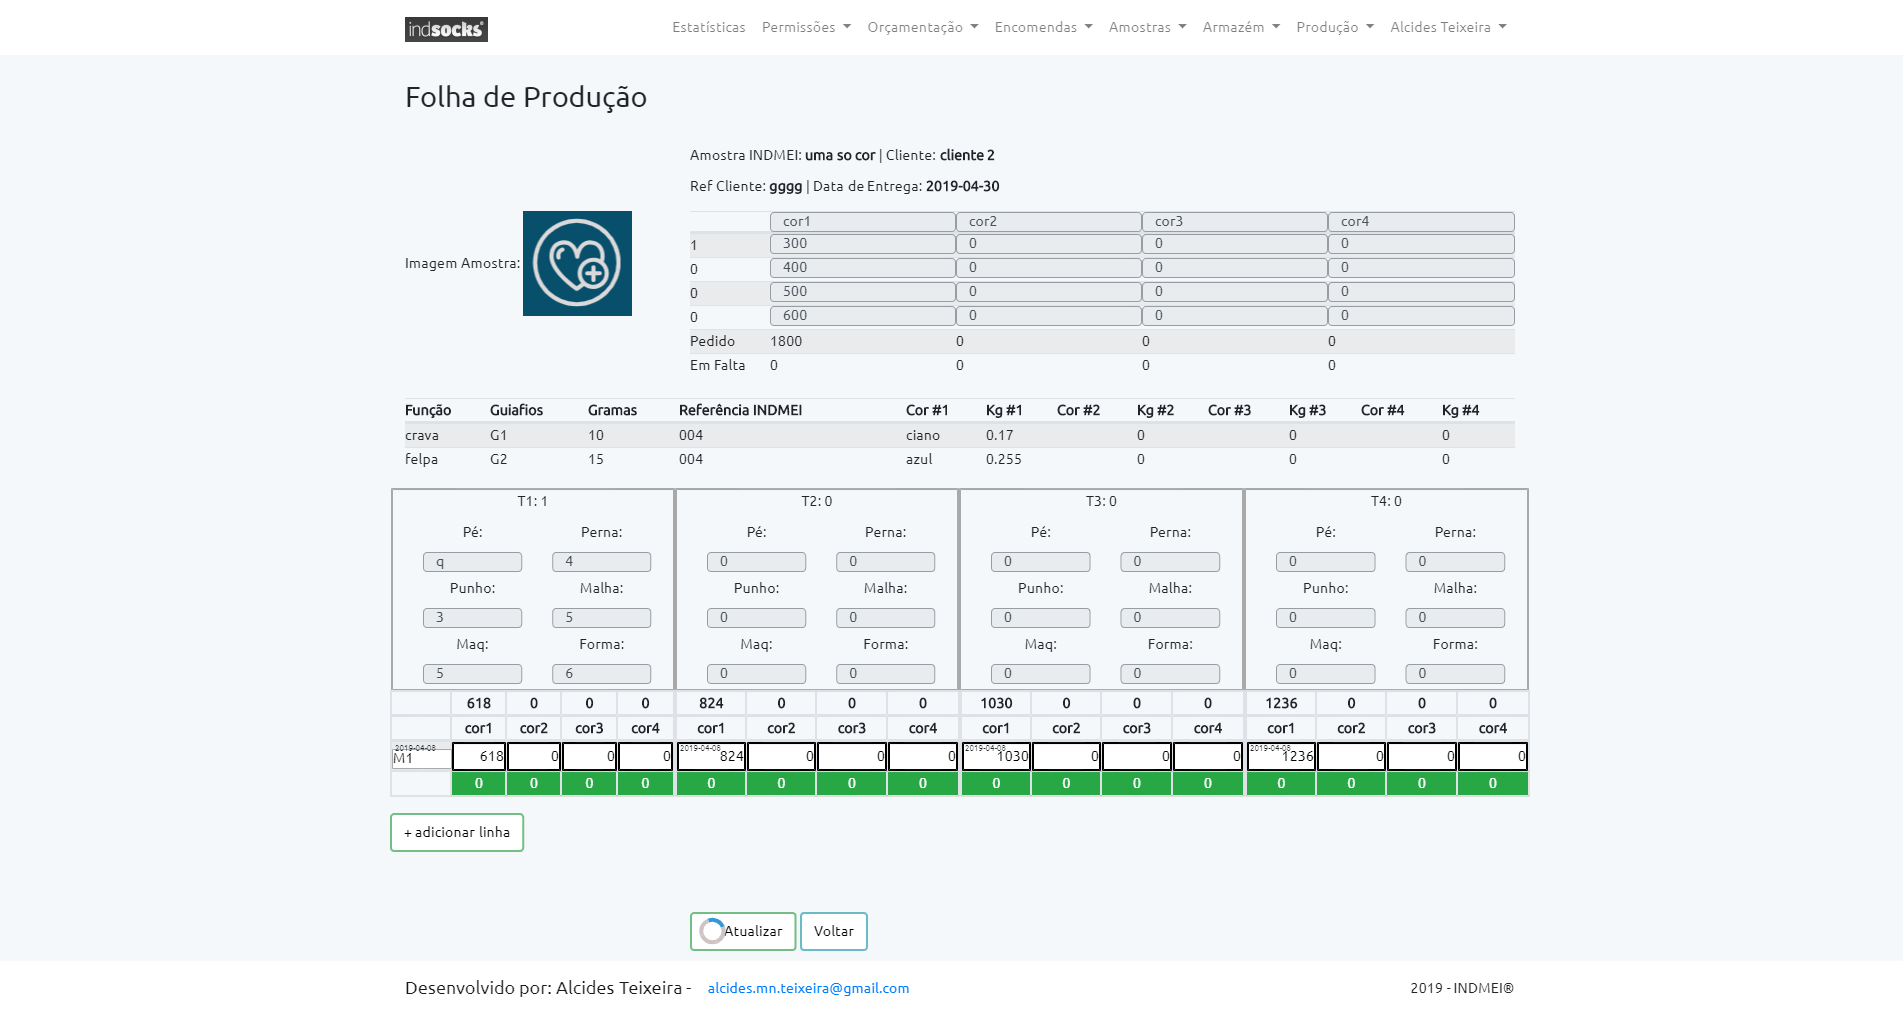 indsocks® Estatísticas Permissões Orçamentação Encomendas Amostras Armazém Produção Alcides Teixeira
Folha de Produção
Amostra INDMEI: uma so cor | Cliente: cliente 2
Ref Cliente: gggg | Data de Entrega: 2019-04-30
Imagem Amostra:
cor1 cor2 cor3 cor4
1 300 0 0 0
0 400 0 0 0
0 500 0 0 0
0 600 0 0 0
Pedido 1800 0 0 0
Em Falta 0 0 0 0
Função Guiafios Gramas Referência INDMEI Cor #1 Kg #1 Cor #2 Kg #2 Cor #3 Kg #3 Cor #4 Kg #4
crava G1 10 004 ciano 0.17 0 0 0
felpa G2 15 004 azul 0.255 0 0 0
T1: 1 T2: 0 T3: 0 T4: 0
Pé: Perna: Pé: Perna: Pé: Perna: Pé: Perna:
q 4 0 0 0 0 0 0
Punho: Malha: Punho: Malha: Punho: Malha: Punho: Malha:
3 5 0 0 0 0 0 0
Maq: Forma: Maq: Forma: Maq: Forma: Maq: Forma:
5 6 0 0 0 0 0 0
618 0 0 0 824 0 0 0 1030 0 0 0 1236 0 0 0
cor1 cor2 cor3 cor4 cor1 cor2 cor3 cor4 cor1 cor2 cor3 cor4 cor1 cor2 cor3 cor4
2019-04-08 2019-04-08 2019-04-08 2019-04-08
M1 618 0 0 0 824 0 0 0 1030 0 0 0 1236 0 0 0
0 0 0 0 0 0 0 0 0 0 0 0 0 0 0 0
+ adicionar linha
Atualizar Voltar
Desenvolvido por: Alcides Teixeira - alcides.mn.teixeira@gmail.com 2019 - INDMEI®